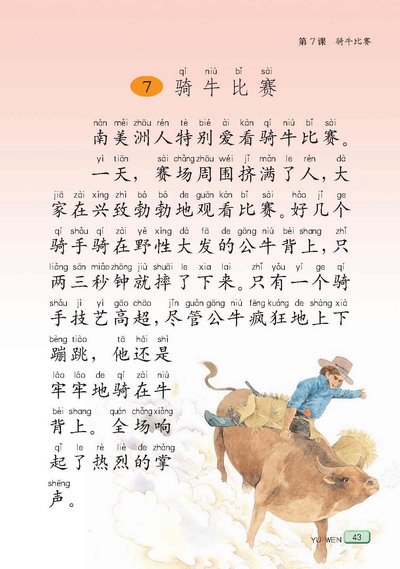 第7课 骑牛比赛
qí niú bǐ sài
7 骑牛比赛
nán měi zhōu rén tè bié ài kàn qí niú bǐ sài
南美洲人特别爱看骑牛比赛。
yì tiān sài chǎng zhōu wéi jǐ mǎn le rén dà
一天，赛场周围挤满了人，大
jiā zài xìng zhì bó bó de guān kàn bǐ sài hǎo jǐ ge
家在兴致勃勃地观看比赛。好几个
qí shǒu qí zài yě xìng dà fā de gōng niú bèi shang zhǐ
骑手骑在野性大发的公牛背上，只
liǎng sān miǎo zhōng jiù shuāi le xia lai zhǐ yǒu yí ge qí
两三秒钟就摔了下来。只有一个骑
shǒu jì yì gāo chāo jǐn guǎn gōng niú fēng kuáng de shàng xià
手技艺高超，尽管公牛疯狂地上下
bèng tiào tā hái shì
蹦跳，他还是
láo láo de qí zài niú
牢牢地骑在牛
bèi shang quán chǎng xiǎng
背上。全场响
qǐ le rè liè de zhǎng
起了热烈的掌
shēng
声。
YU WEN 43